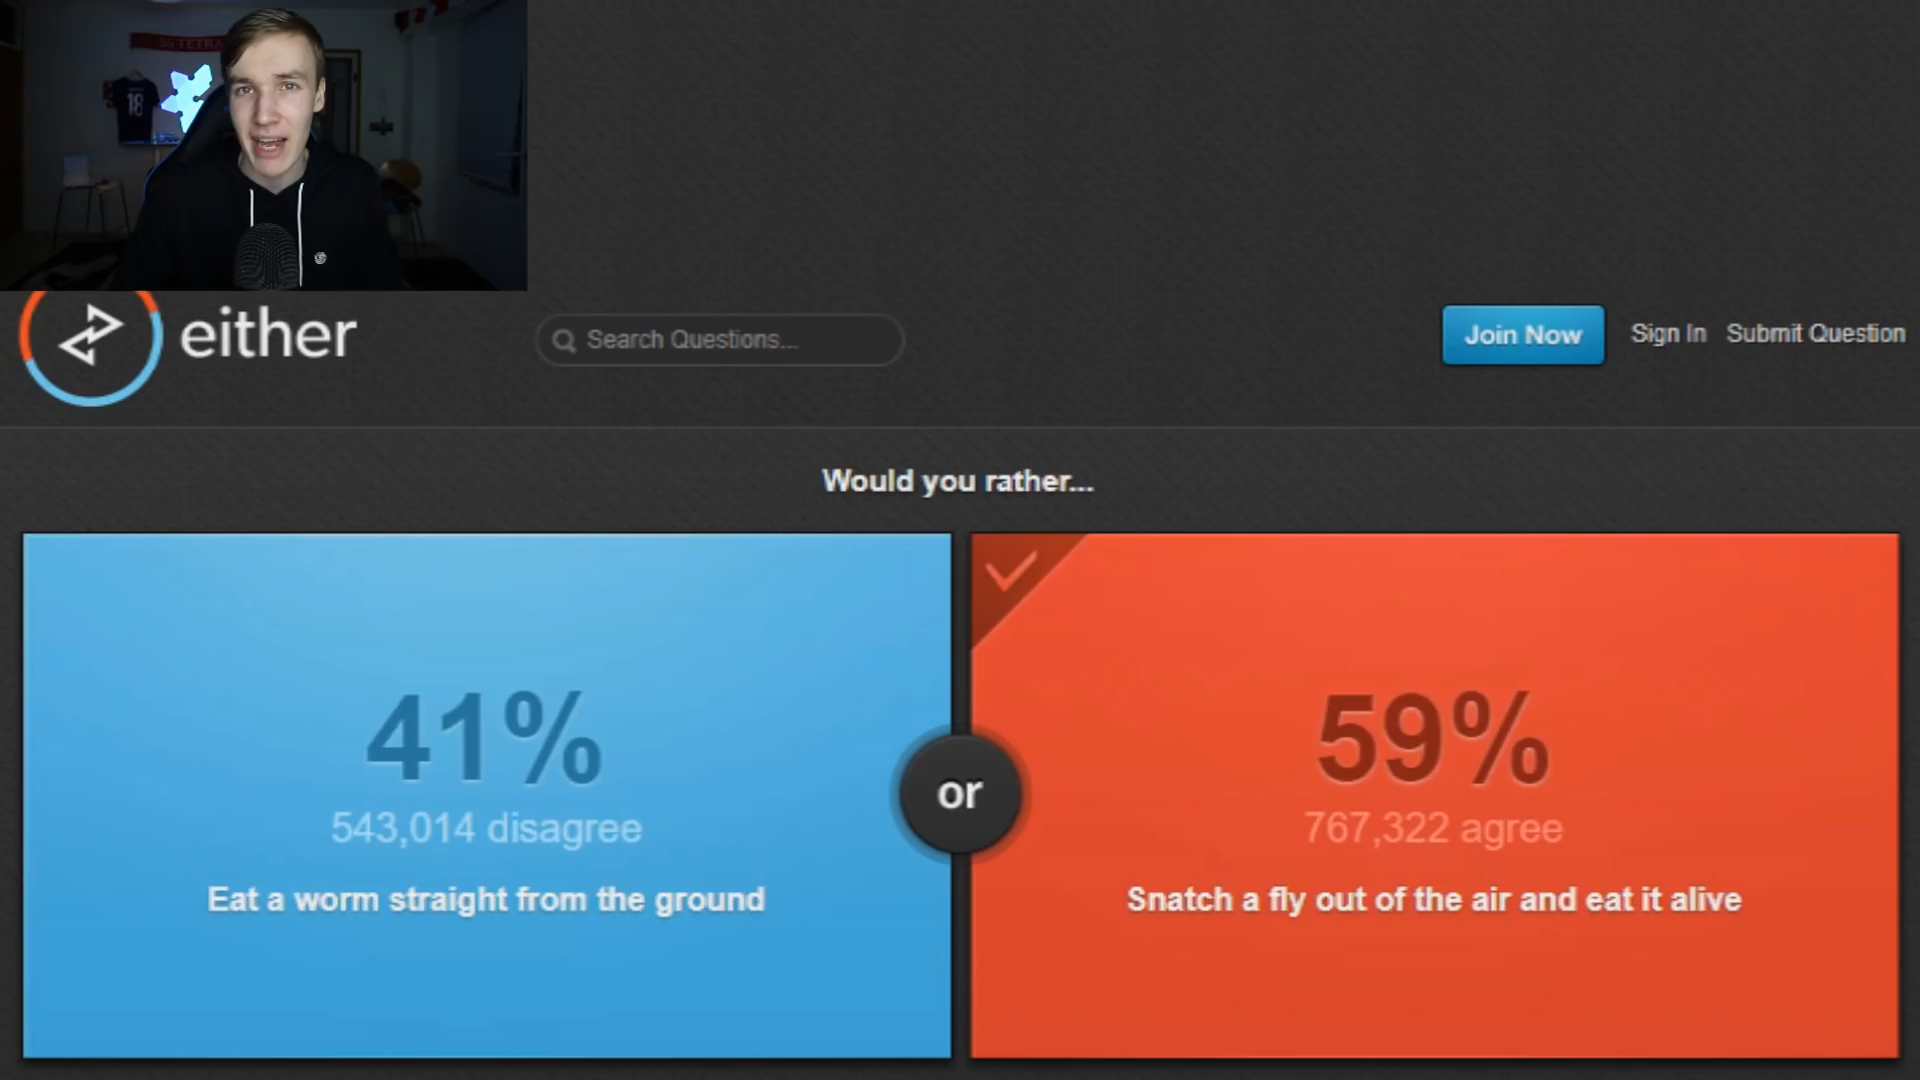 18
either
Search Questions...
Join Now
Sign In
Submit Question
Would you rather...
41%
543,014 disagree
Eat a worm straight from the ground
or
59%
767,322 agree
Snatch a fly out of the air and eat it alive